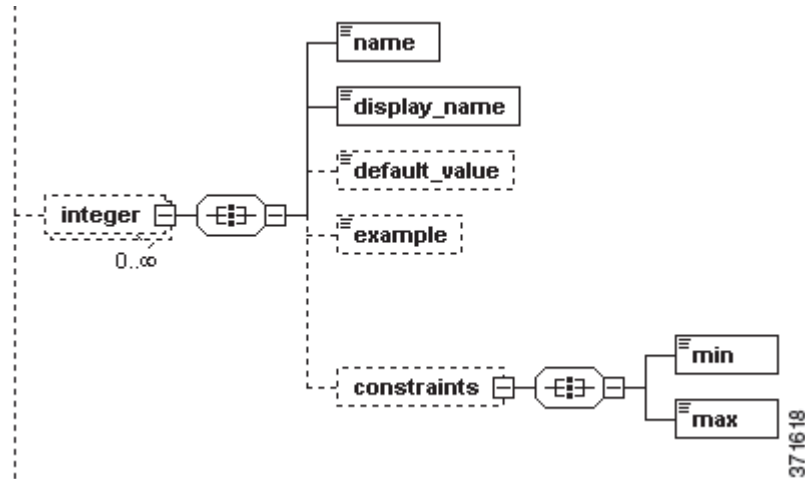 name
display_name
default_value
integer
example
0..∞
constraints
min
max
371618